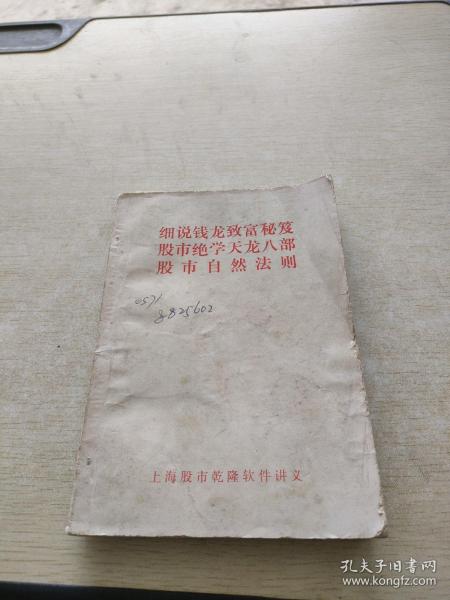 细说钱龙致富秘笈
股市绝学天龙八部
股市自然法则
0571
8825602
上海股市乾隆软件讲义
孔夫子旧书网
www.kongfz.com